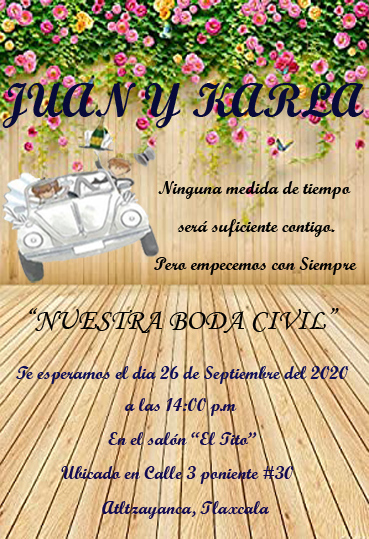 JUAN Y KARLA
Ninguna medida de tiempo
será suficiente contigo.
Pero empecemos con Siempre
“NUESTRA BODA CIVIL”
Te esperamos el dia 26 de Septiembre del 2020
a las 14:00 p.m
En el salón “El Tito”
Ubicado en Calle 3 poniente #30
Atltzayanca, Tlaxcala